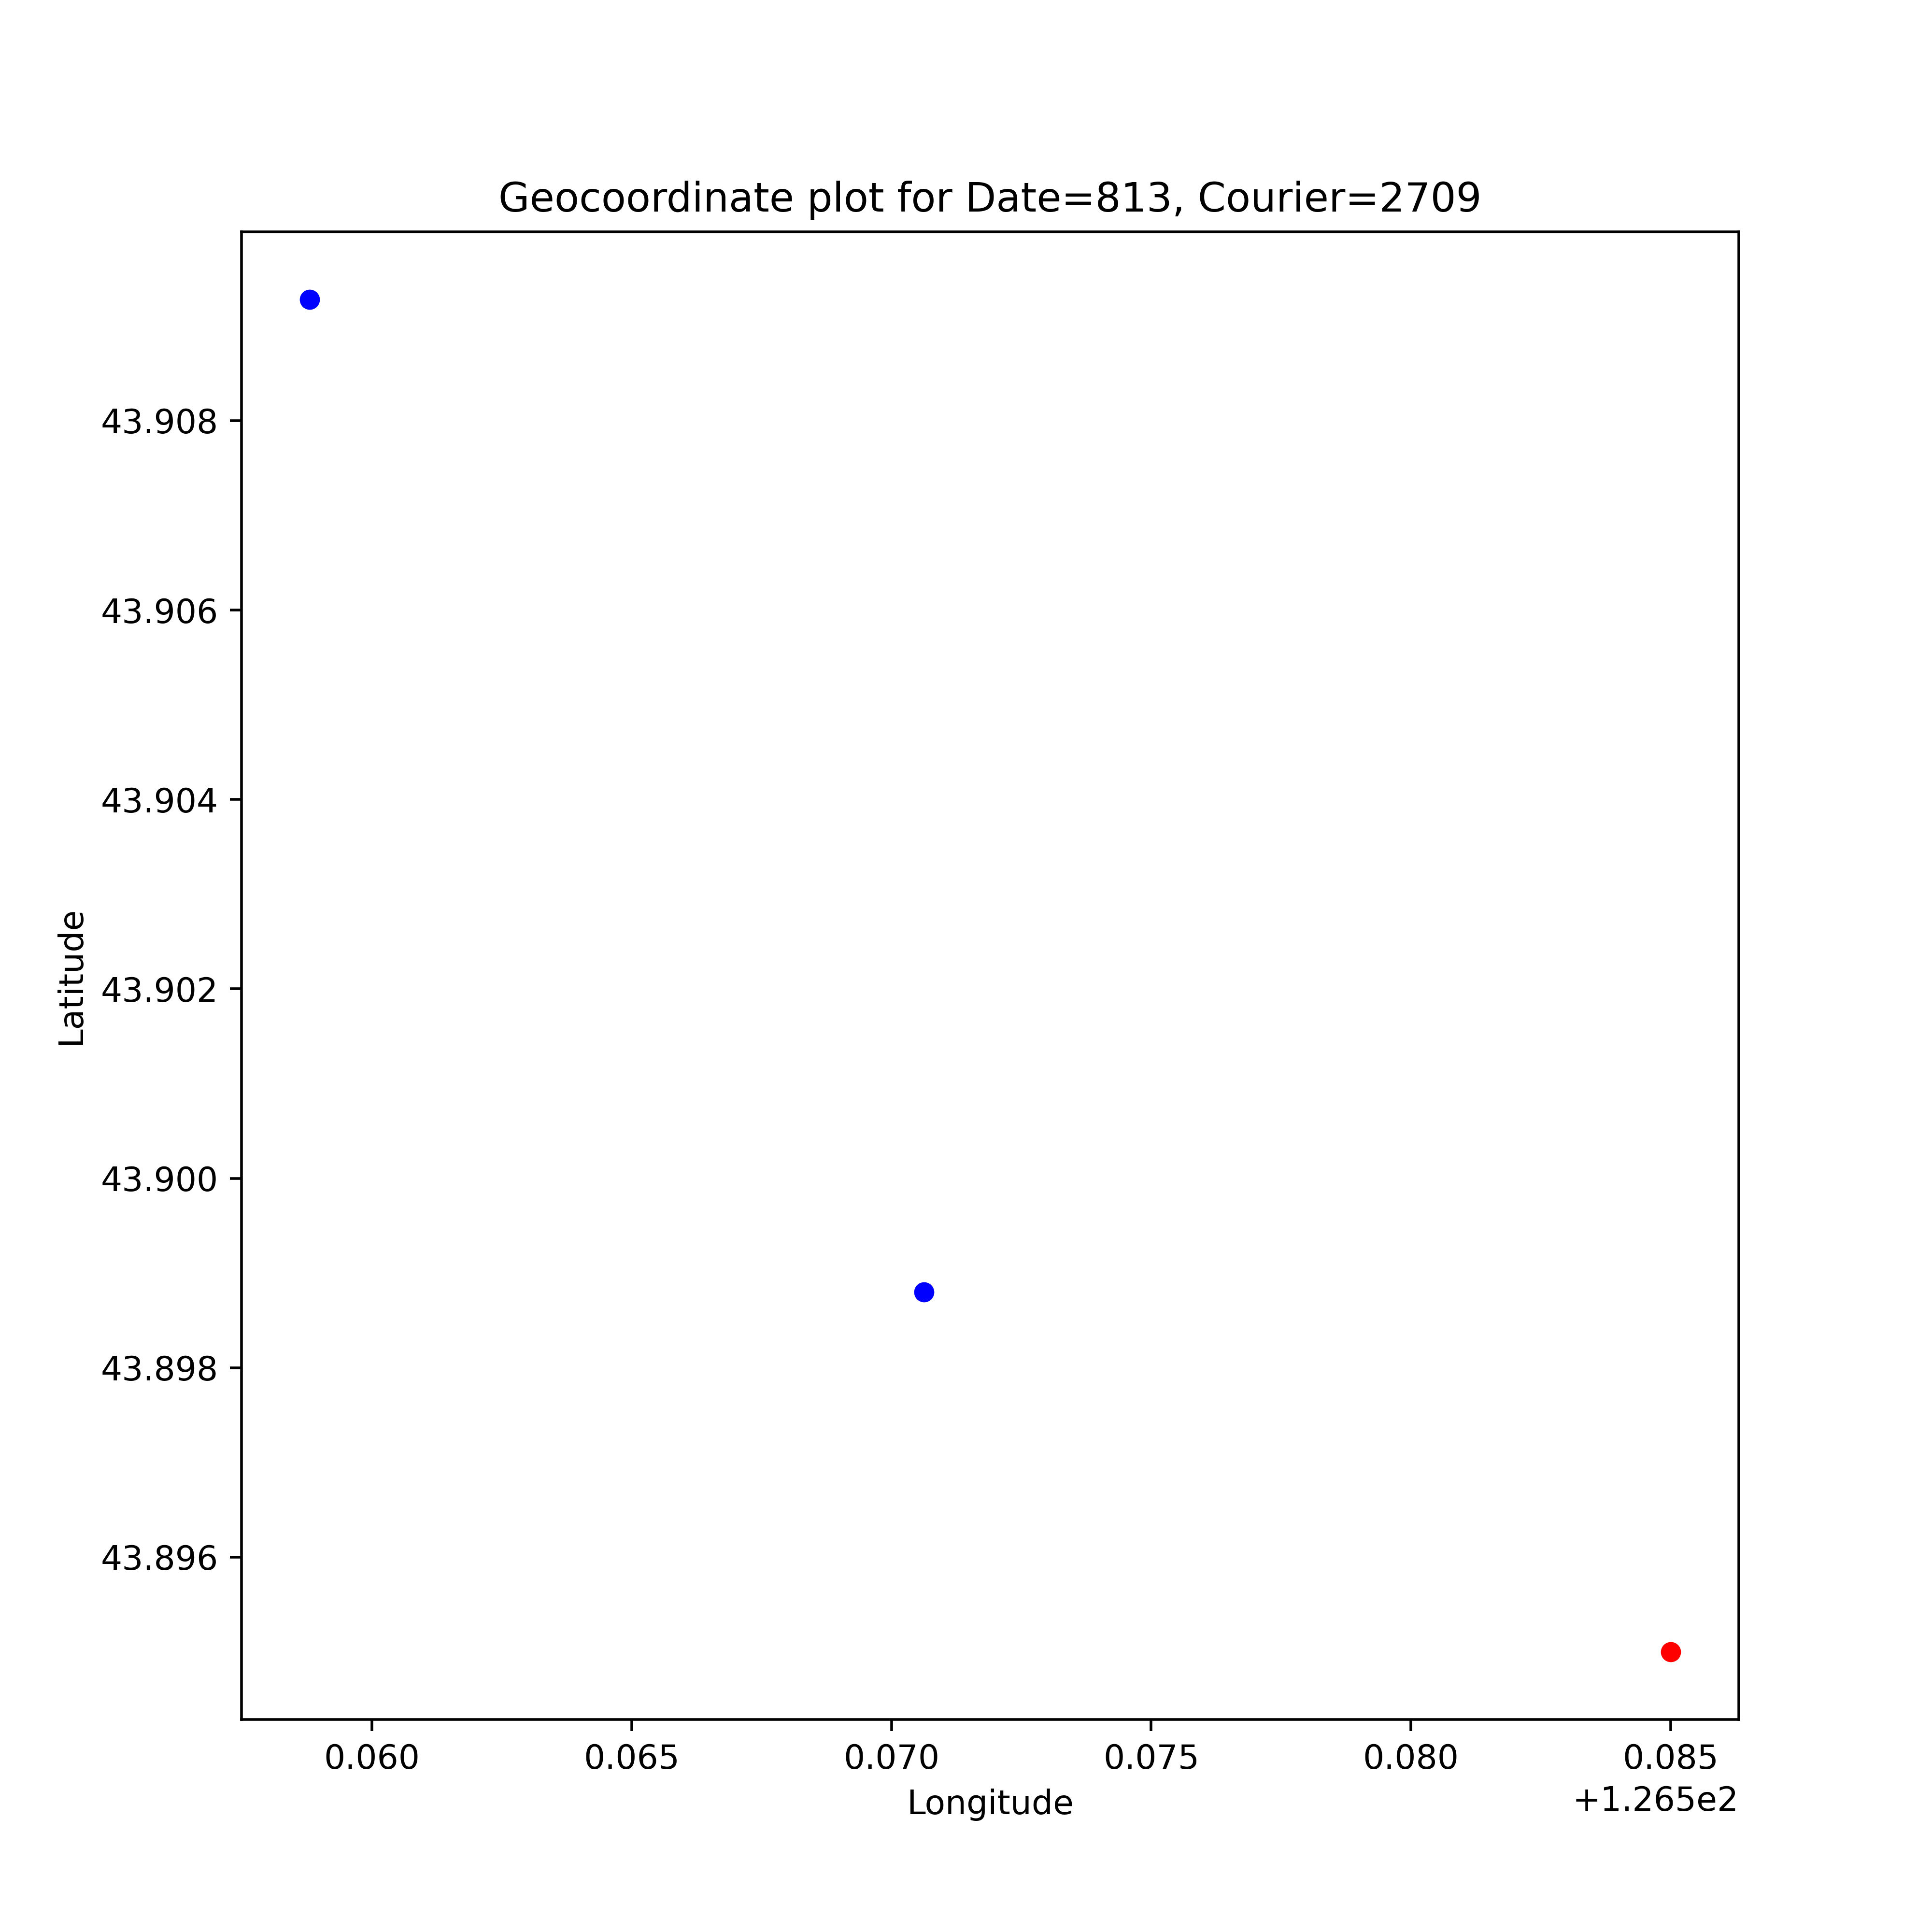 Geocoordinate plot for Date=813, Courier=2709
43.908
43.906
43.904
43.902
43.900
43.898
43.896
Latitude
0.060 0.065 0.070 0.075 0.080 0.085
+1.265e2
Longitude